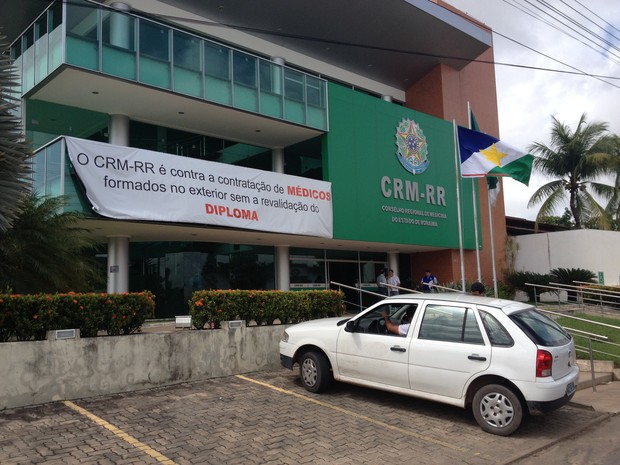 O CRM-RR é contra a contratação de MÉDICOS
formados no exterior sem a revalidação do
DIPLOMA
CRM-RR
CONSELHO REGIONAL DE MEDICINA
DO ESTADO DE RORAIMA